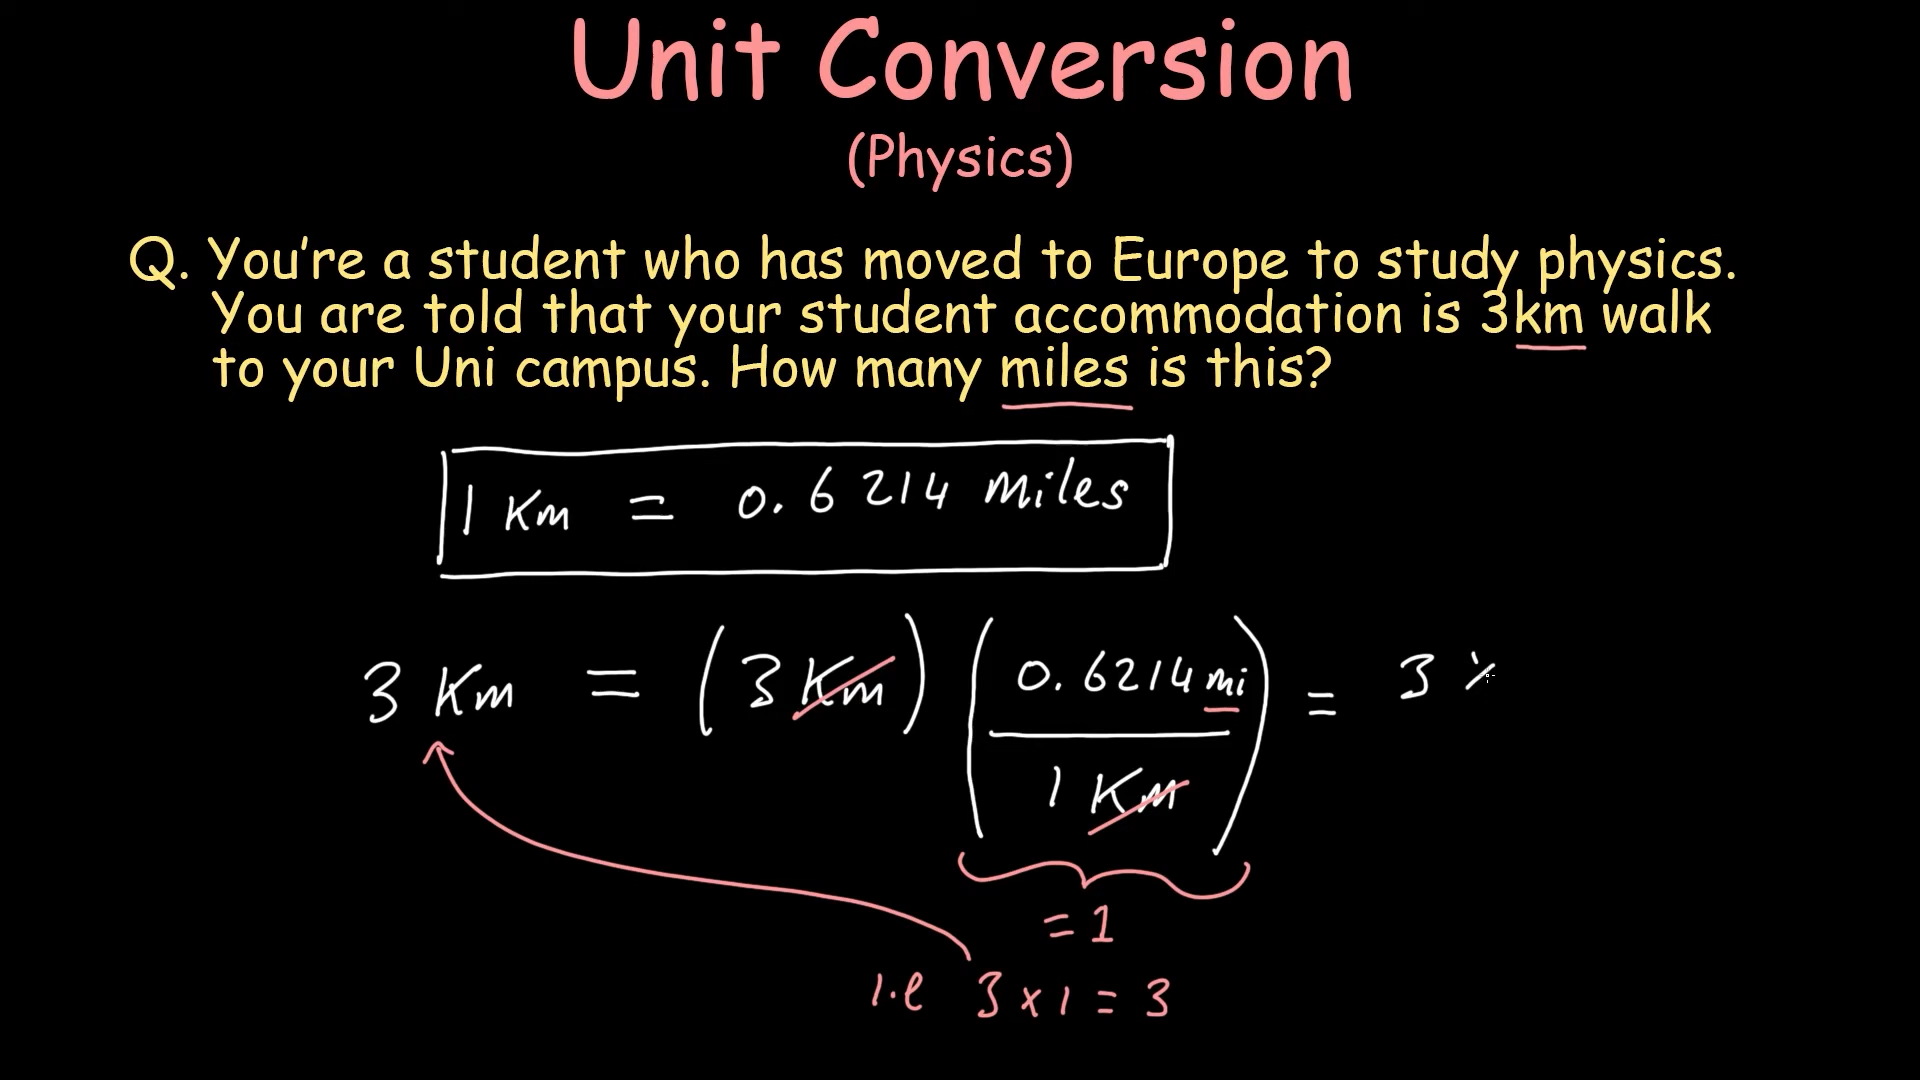 Unit Conversion
(Physics)
Q. You're a student who has moved to Europe to study physics.
You are told that your student accommodation is 3km walk
to your Uni campus. How many miles is this?
1 Km = 0.6214 miles
3 Km = (3 Km) (0.6214 mi / 1 Km) = 3 x
= 1
i.e 3 x 1 = 3